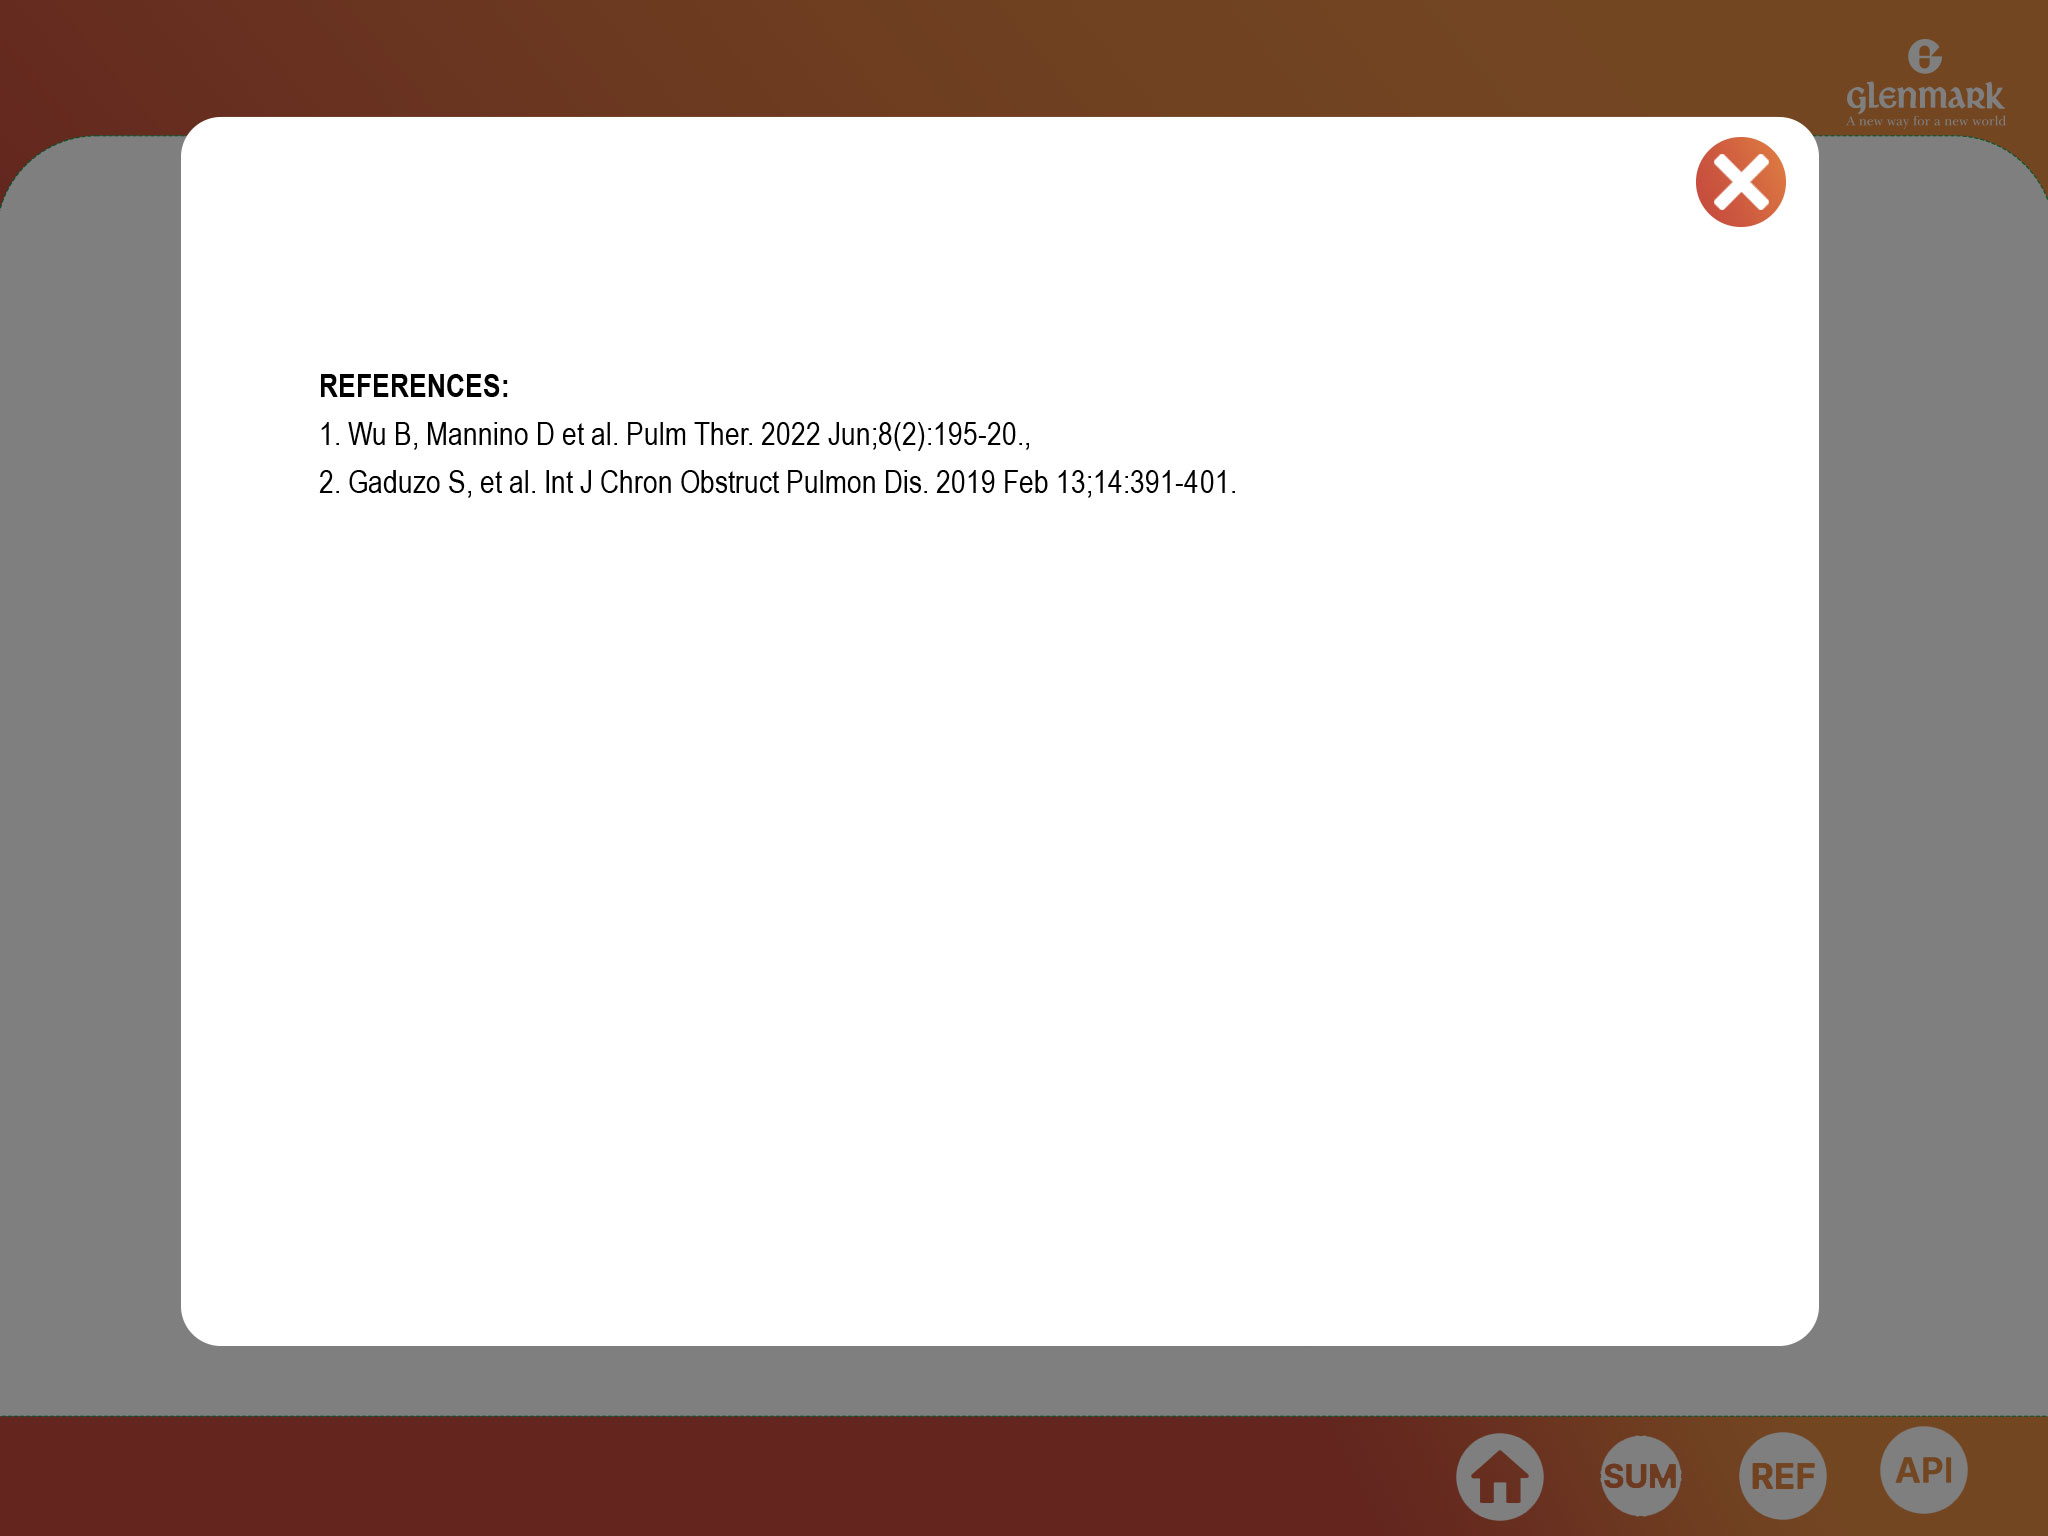 glenmark
A new way for a new world
REFERENCES:
1. Wu B, Mannino D et al. Pulm Ther. 2022 Jun;8(2):195-20.,
2. Gaduzo S, et al. Int J Chron Obstruct Pulmon Dis. 2019 Feb 13;14:391-401.
SUM REF API